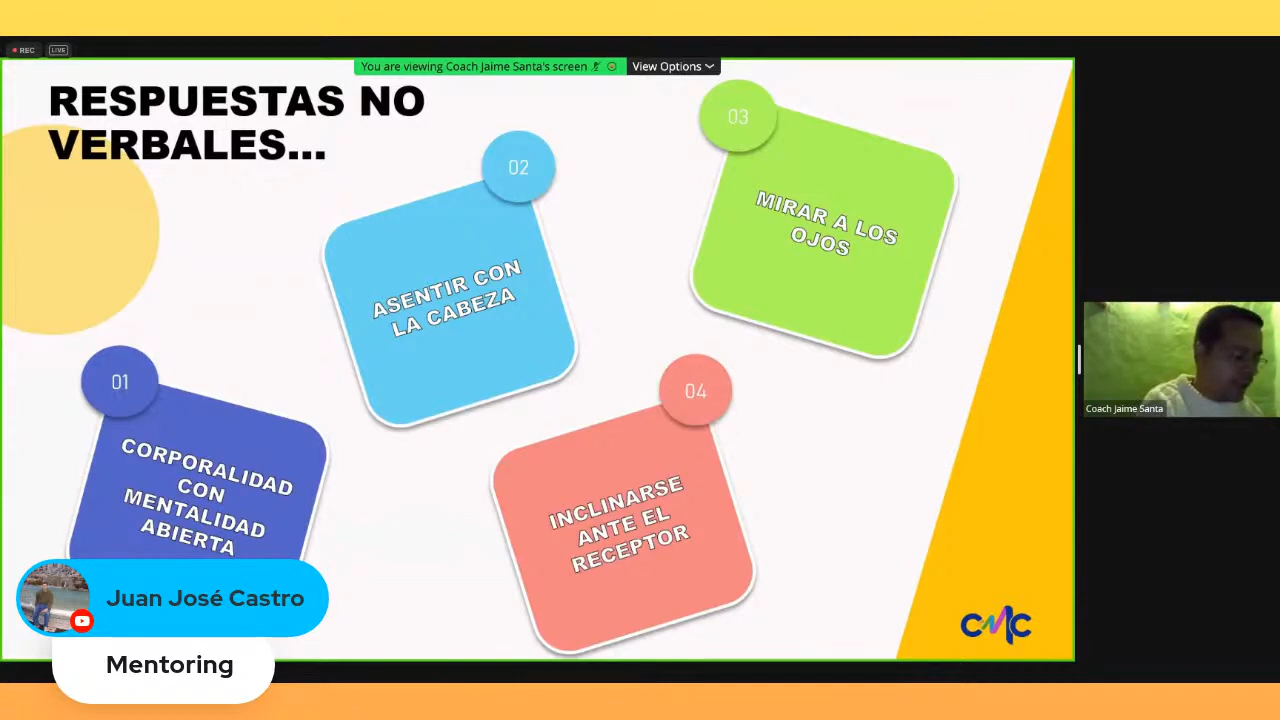 REC
LIVE
You are viewing Coach Jaime Santa's screen
View Options
RESPUESTAS NO
VERBALES...
01
CORPORALIDAD
CON
MENTALIDAD
ABIERTA
02
ASENTIR CON
LA CABEZA
03
MIRAR A LOS
OJOS
04
INCLINARSE
ANTE EL
RECEPTOR
Coach Jaime Santa
Juan José Castro
Mentoring
CMC